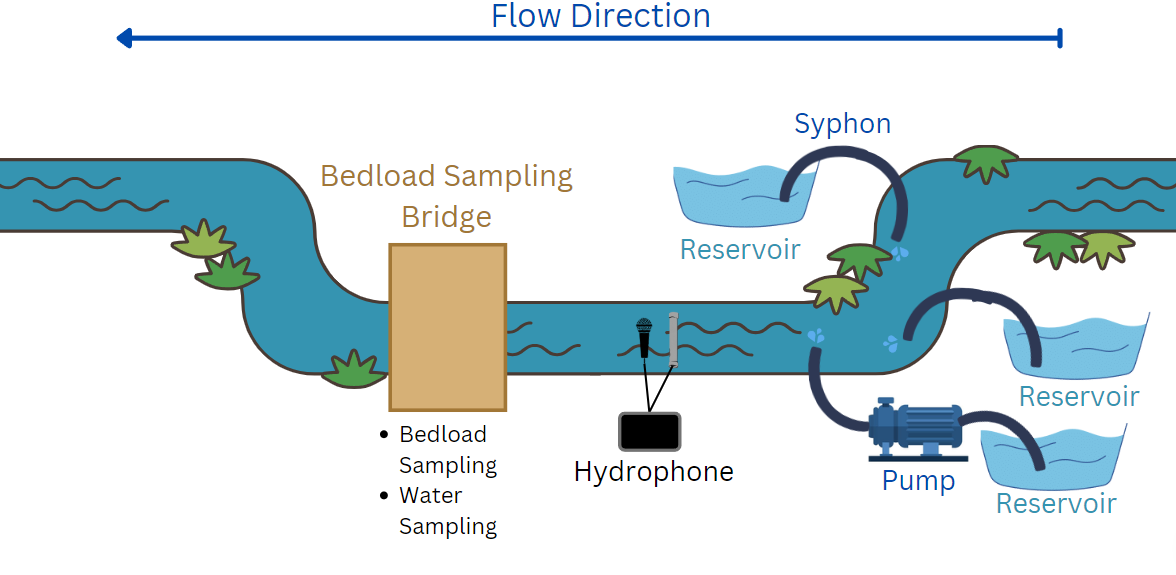 Flow Direction
Syphon
Bedload Sampling
Bridge
Reservoir
Reservoir
• Bedload
Sampling
• Water
Sampling
Hydrophone
Pump
Reservoir